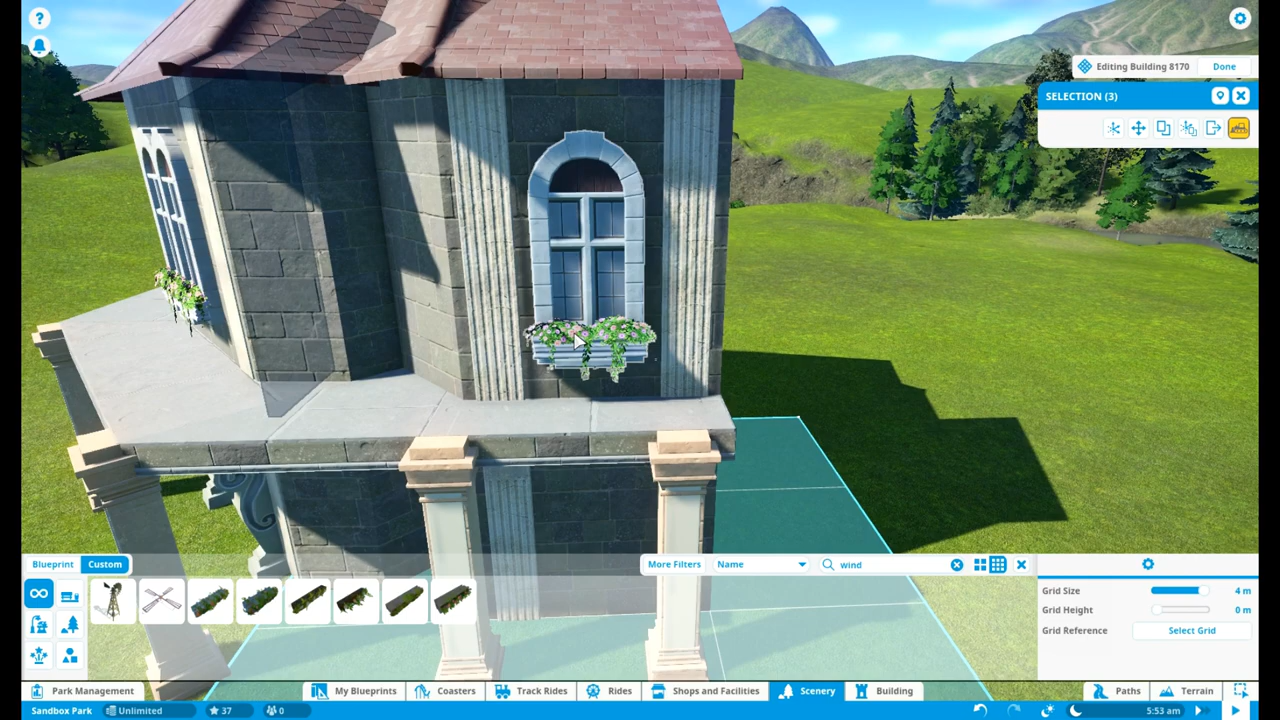 ?
Editing Building 8170 Done
SELECTION (3)
Blueprint Custom More Filters Name wind
Grid Size 4 m
Grid Height 0 m
Grid Reference Select Grid
Park Management My Blueprints Coasters Track Rides Rides Shops and Facilities Scenery Building Paths Terrain
Sandbox Park Unlimited 37 0 5:53 am